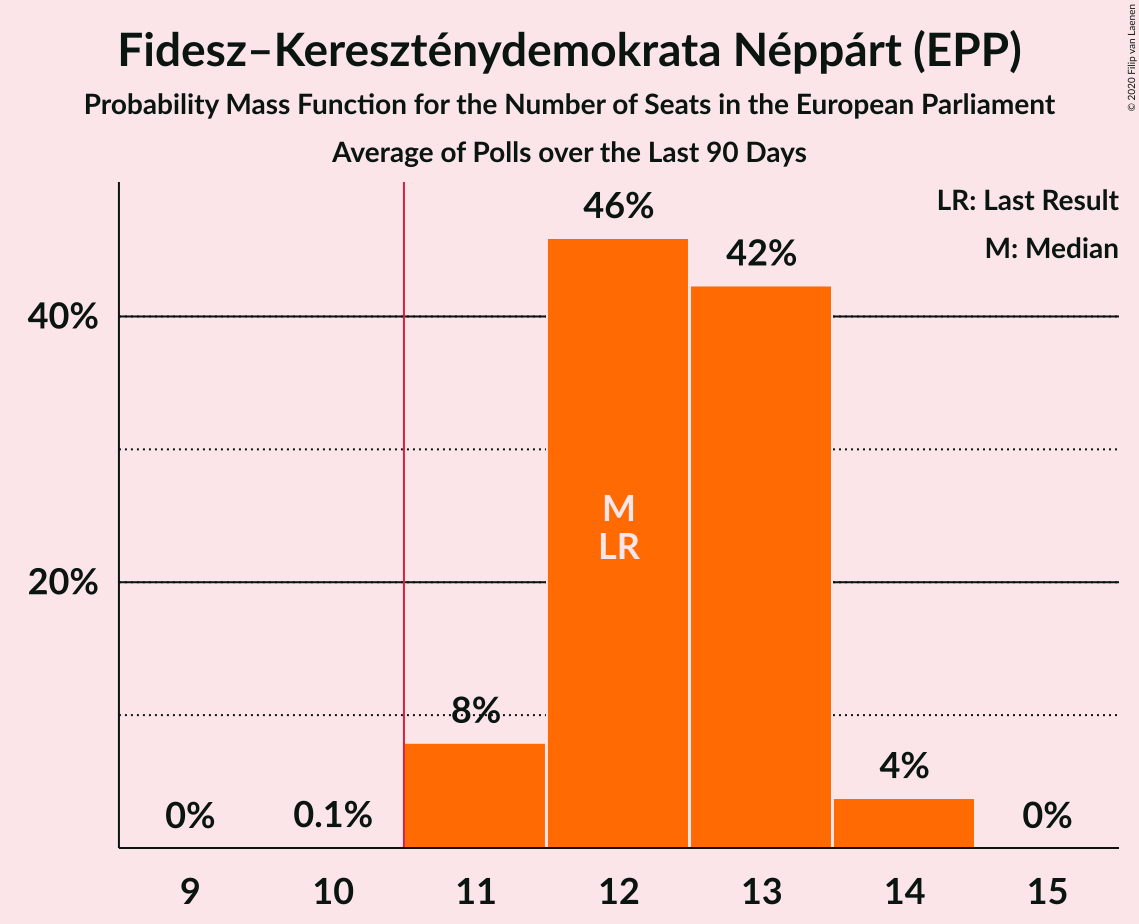 Fidesz–Kereszténydemokrata Néppárt (EPP)
Probability Mass Function for the Number of Seats in the European Parliament
Average of Polls over the Last 90 Days
© 2020 Filip van Laenen
LR: Last Result
M: Median
40%
20%
0%
0.1%
8%
46%
42%
4%
0%
M
LR
9
10
11
12
13
14
15